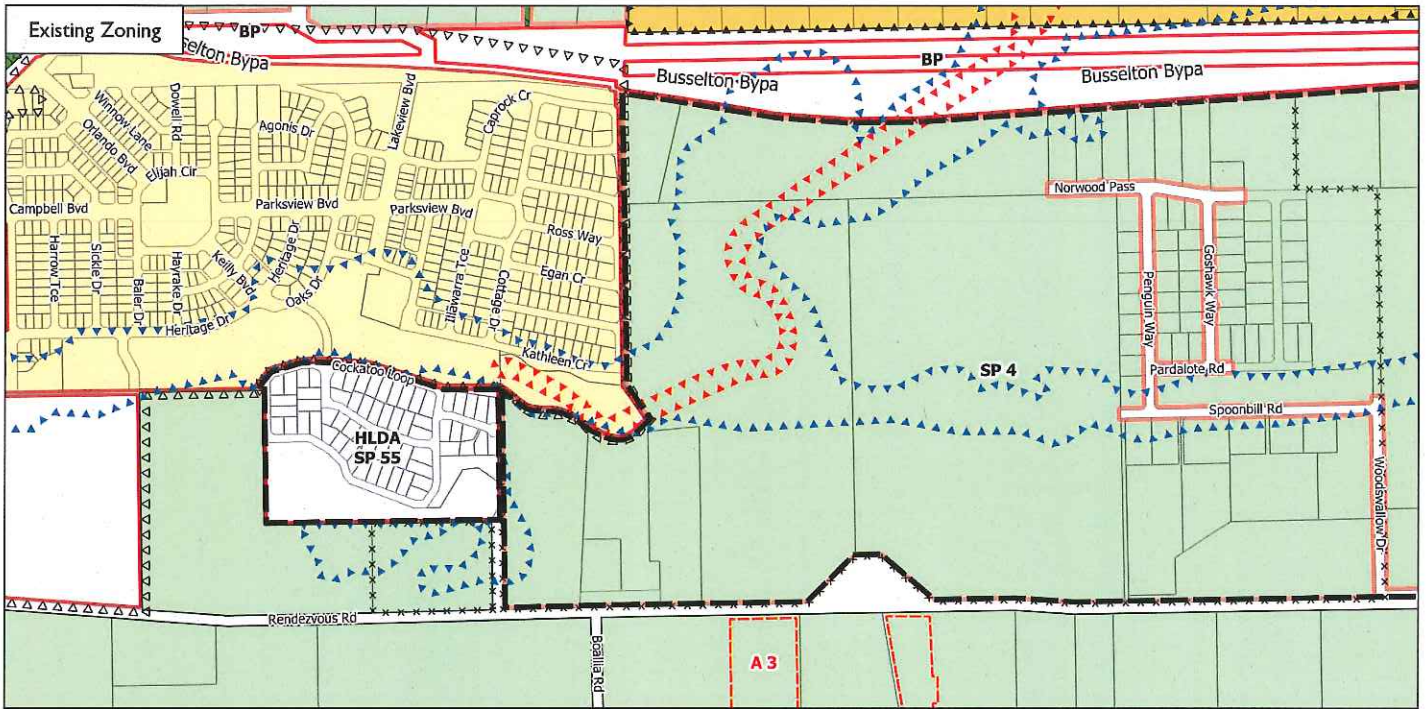 Existing Zoning
BP
sselton Bypa
BP
Busselton Bypa
Busselton Bypa
Winnow Lane
Dowell Rd
Orlando Bvd
Agonis Dr
Lakeview Bvd
Caprock Cr
Elijah Cir
Campbell Bvd
Parksview Bvd
Parksview Bvd
Norwood Pass
Harrow Tce
Sickle Dr
Baler Dr
Hayrake Dr
Keilly Bvd
Heritage Dr
Oaks Dr
Heritage Dr
Illawarra Tce
Cottage Dr
Ross Way
Egan Cr
Kathleen Cr
Penguin Way
Goshawk Way
Pardalote Rd
Cockatoo Loop
SP 4
Spoonbill Rd
HLDA
SP 55
Woodswallow Dr
Rendezvous Rd
Boallia Rd
A 3